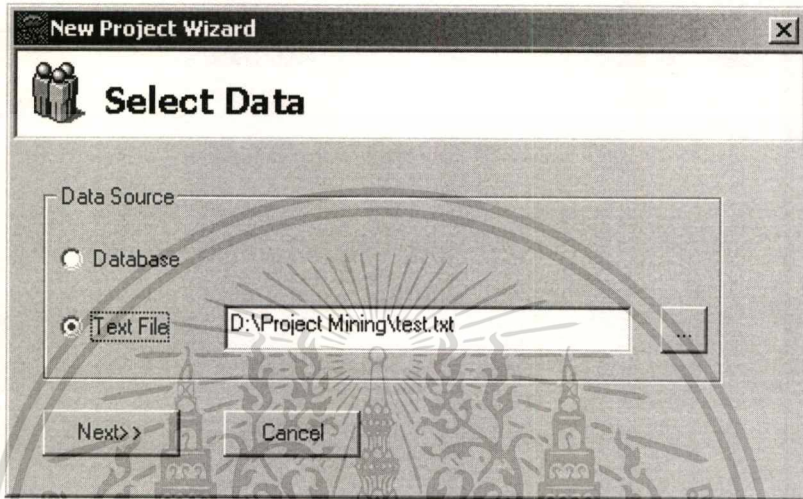 New Project Wizard
Select Data
Data Source
Database
Text File D:\Project Mining\test.txt ...
Next>> Cancel